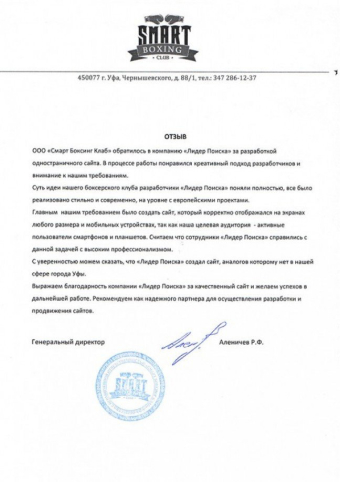 SMART
BOXING
CLUB
450077 г. Уфа, Чернышевского, д. 88/1, тел.: 347 286-12-37
ОТЗЫВ
ООО «Смарт Боксинг Клаб» обратилось в компанию «Лидер Поиска» за разработкой
одностраничного сайта. В процессе работы понравился креативный подход разработчиков и
внимание к нашим требованиям.
Суть идеи нашего боксерского клуба разработчики «Лидер Поиска» поняли полностью, все было
реализовано стильно и современно, на уровне с европейскими проектами.
Главным нашим требованием было создать сайт, который корректно отображался на экранах
любого размера и мобильных устройствах, так как наша целевая аудитория - активные
пользователи смартфонов и планшетов. Считаем что сотрудники «Лидер Поиска» справились с
данной задачей с высоким профессионализмом.
С уверенностью можем сказать, что «Лидер Поиска» создал сайт, аналогов которому нет в нашей
сфере города Уфы.
Выражаем благодарность компании «Лидер Поиска» за качественный сайт и желаем успехов в
дальнейшей работе. Рекомендуем как надежного партнера для осуществления разработки и
продвижения сайтов.
Генеральный директор Аленичев Р.Ф.
SMART